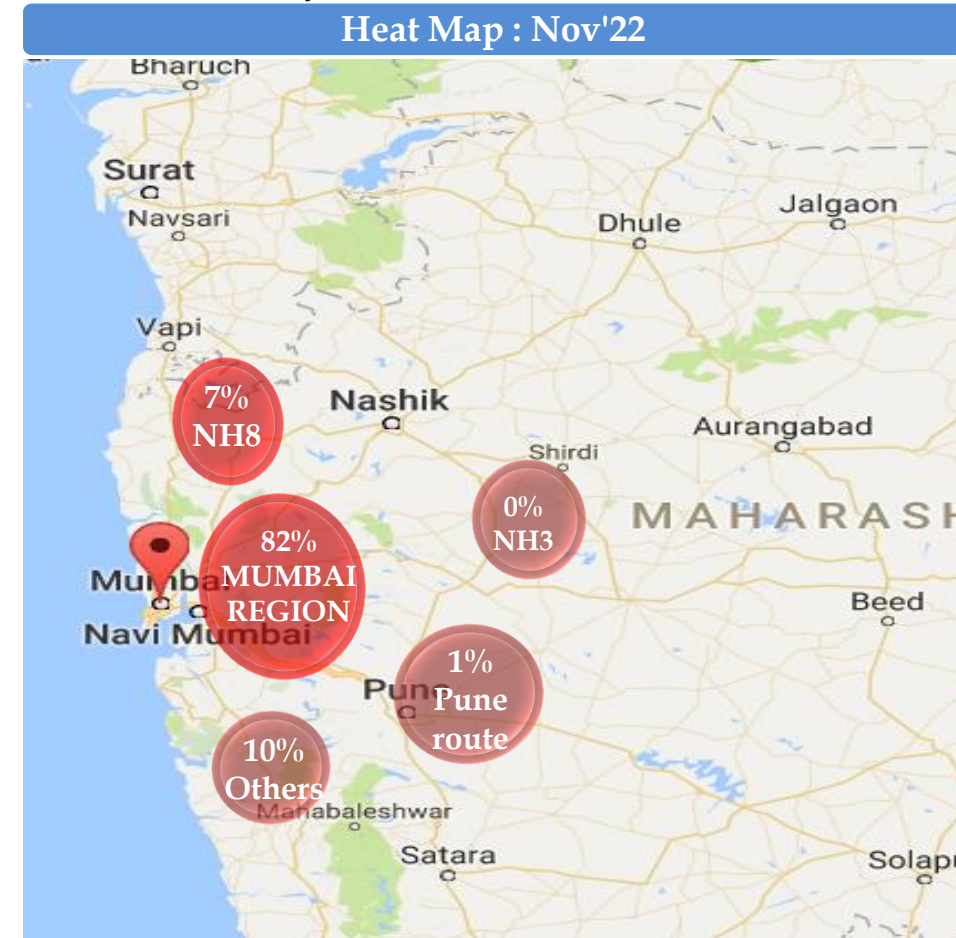 Heat Map : Nov'22
Bharuch
Surat
Navsari
Dhule
Jalgaon
Vapi
7%
NH8
Nashik
Aurangabad
Shirdi
0%
NH3
MAHARASH
82%
MUMBAI
REGION
Mumbai
Navi Mumbai
Beed
1%
Pune
Pune
route
10%
Others
Mahabaleshwar
Satara
Solapu